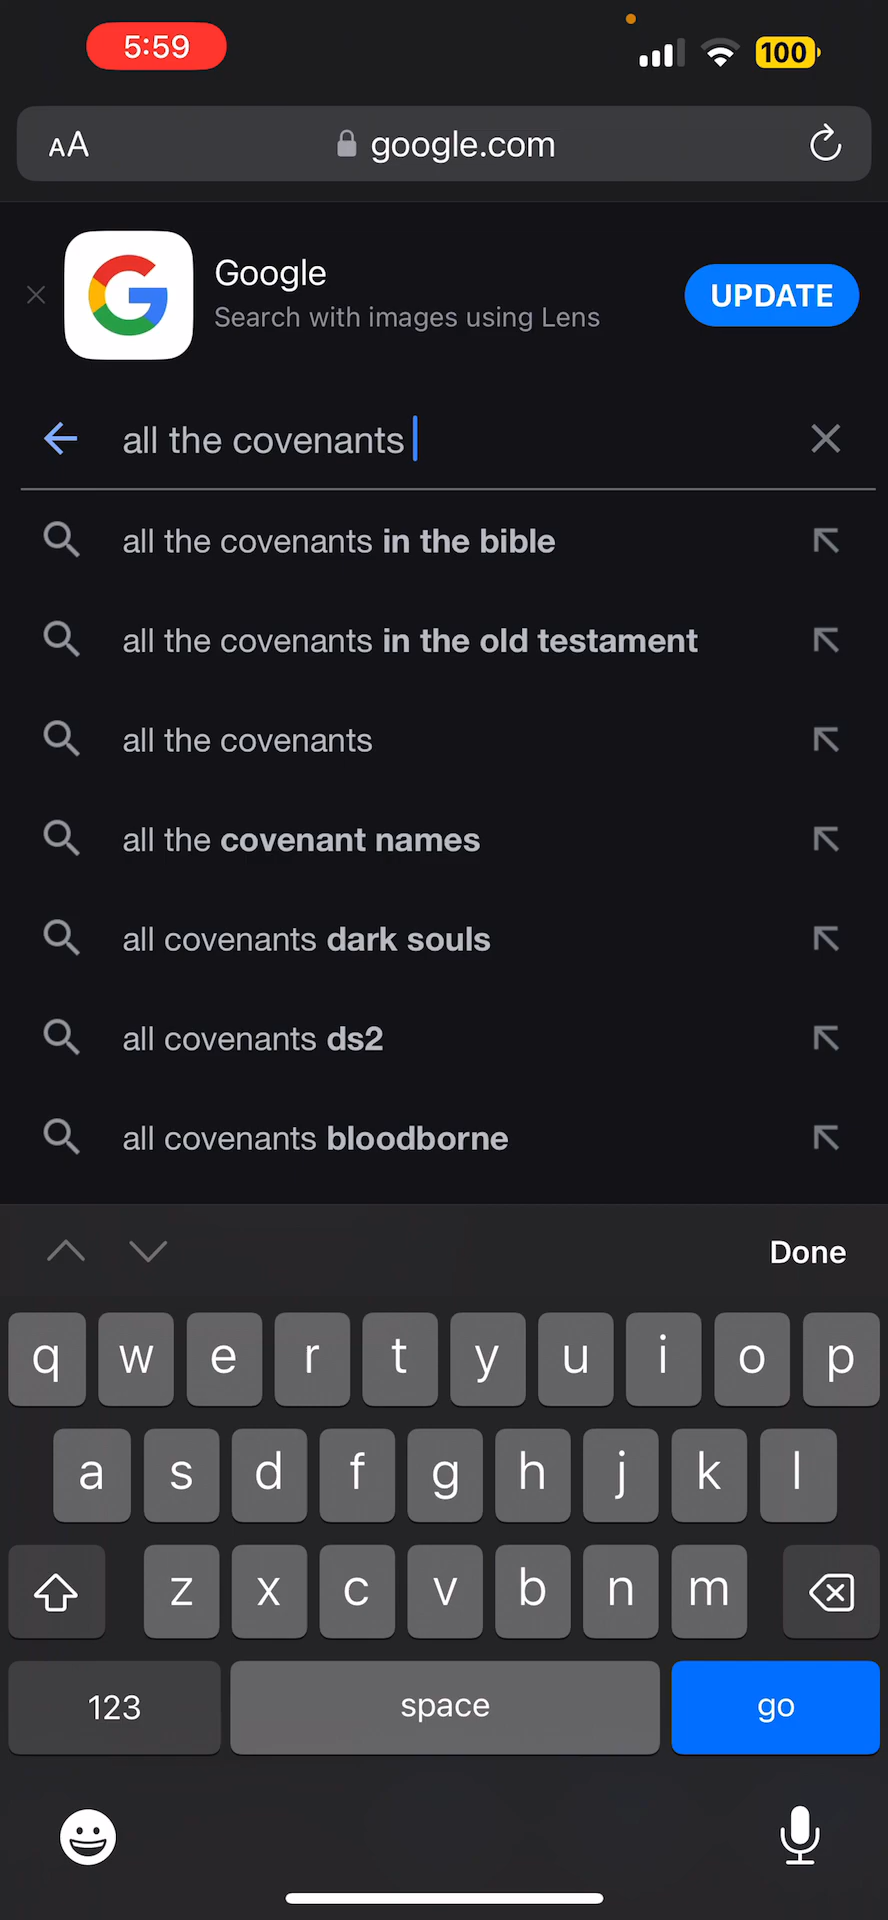 5:59
100
AA
google.com
Google
Search with images using Lens
UPDATE
all the covenants
all the covenants in the bible
all the covenants in the old testament
all the covenants
all the covenant names
all covenants dark souls
all covenants ds2
all covenants bloodborne
Done
q w e r t y u i o p
a s d f g h j k l
z x c v b n m
123 space go